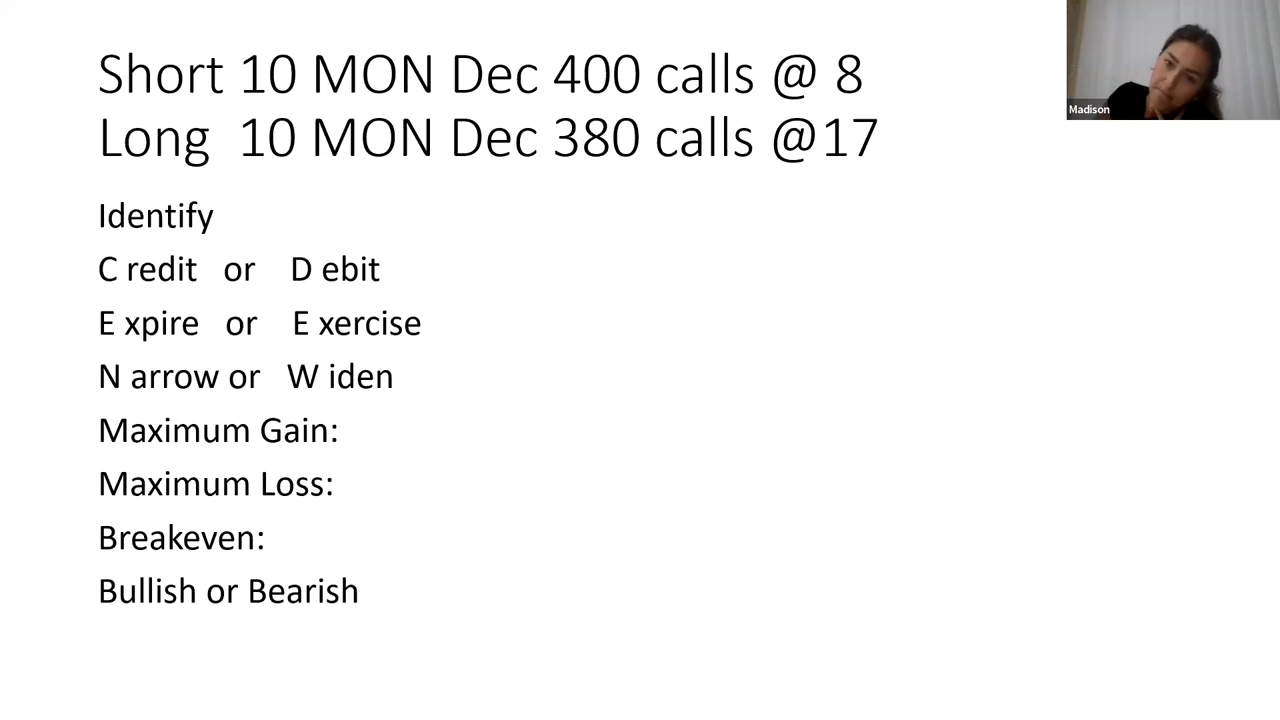 Short 10 MON Dec 400 calls @ 8
Long 10 MON Dec 380 calls @17
Identify
C redit or D ebit
E xpire or E xercise
N arrow or W iden
Maximum Gain:
Maximum Loss:
Breakeven:
Bullish or Bearish
Madison